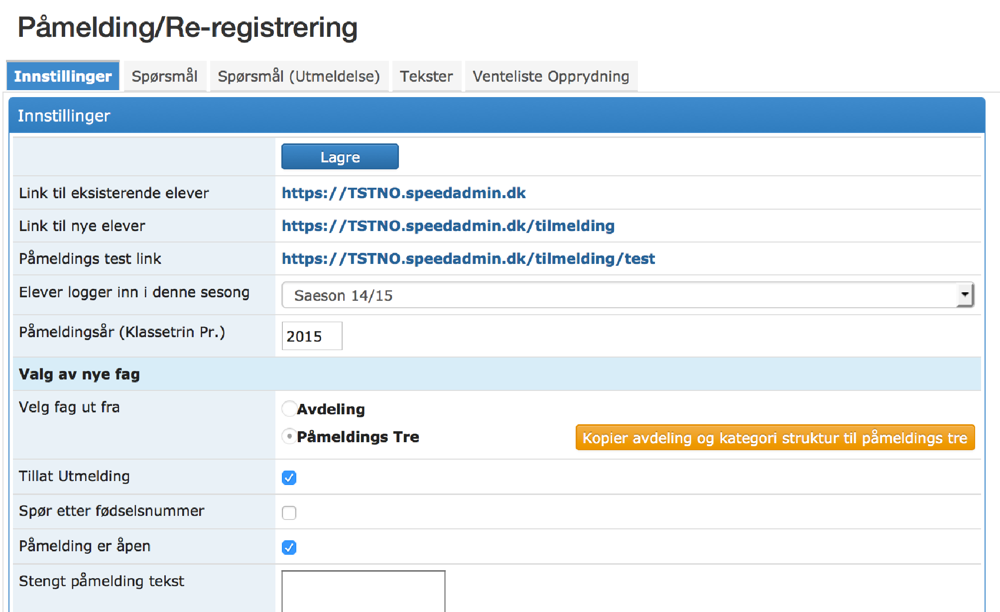 Påmelding/Re-registrering
Innstillinger Spørsmål Spørsmål (Utmeldelse) Tekster Venteliste Opprydning
Innstillinger
Lagre
Link til eksisterende elever https://TSTNO.speedadmin.dk
Link til nye elever https://TSTNO.speedadmin.dk/tilmelding
Påmeldings test link https://TSTNO.speedadmin.dk/tilmelding/test
Elever logger inn i denne sesong Saeson 14/15
Påmeldingsår (Klassetrin Pr.) 2015
Valg av nye fag
Velg fag ut fra Avdeling
Påmeldings Tre Kopier avdeling og kategori struktur til påmeldings tre
Tillat Utmelding
Spør etter fødselsnummer
Påmelding er åpen
Stengt påmelding tekst